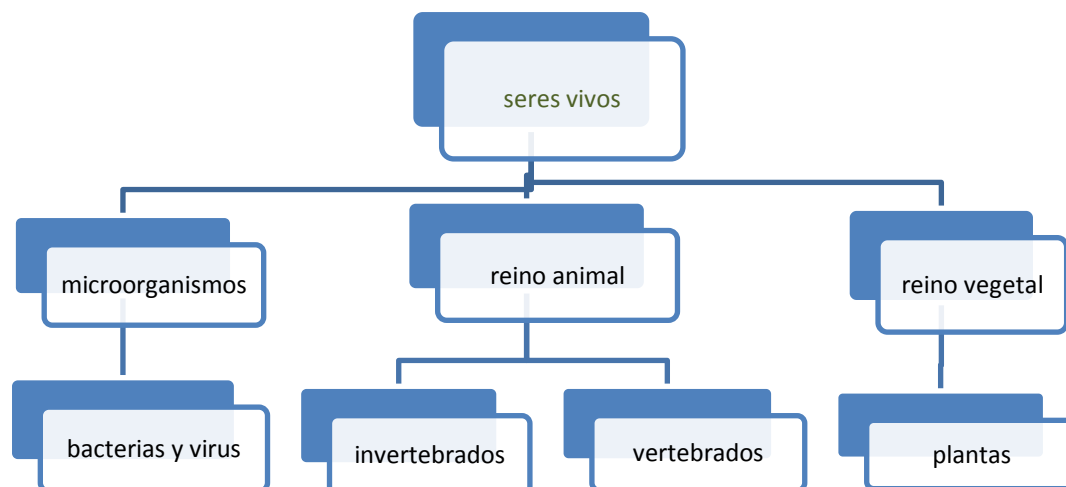 seres vivos
microorganismos
reino animal
reino vegetal
bacterias y virus
invertebrados
vertebrados
plantas